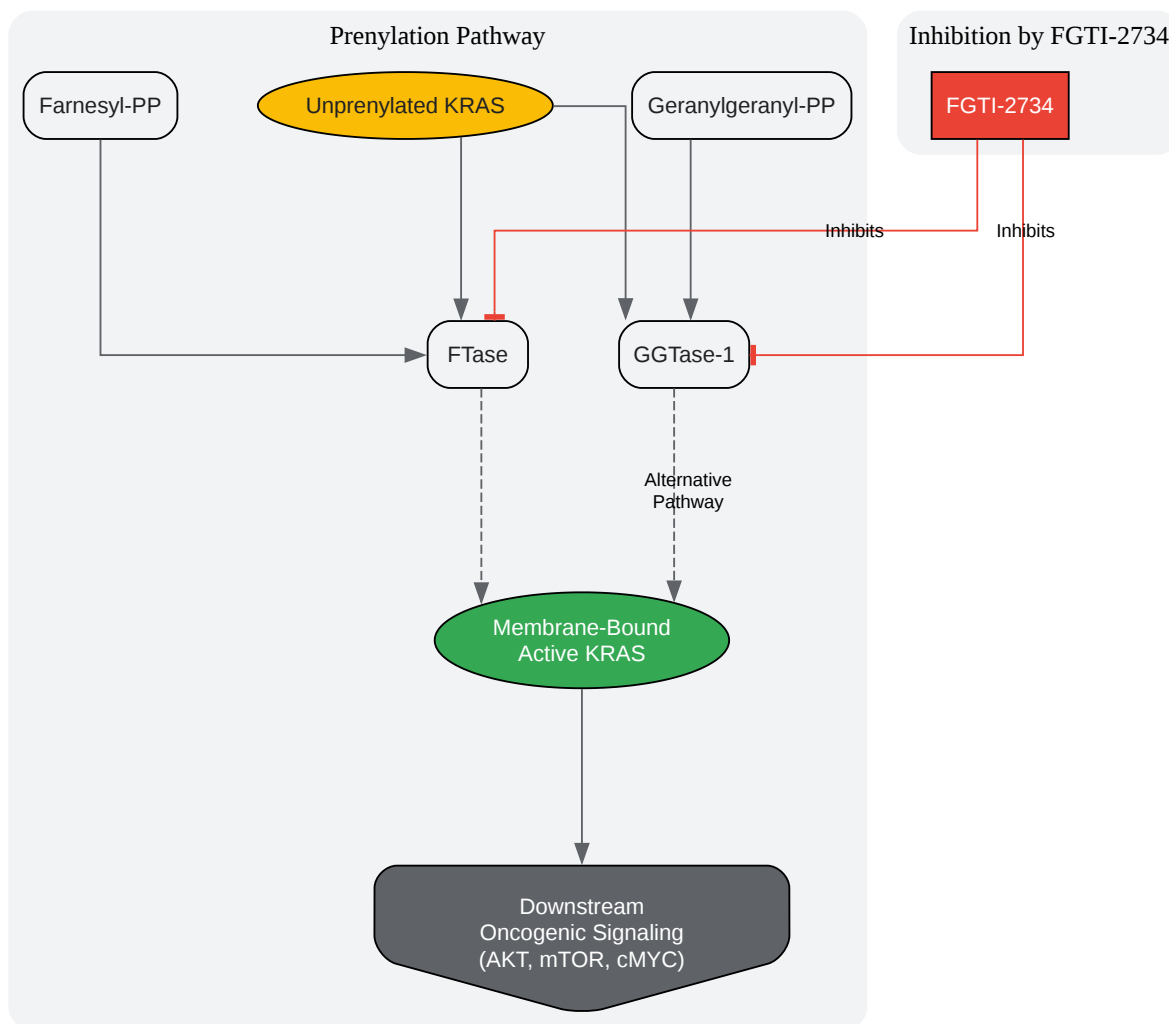 Prenylation Pathway
Inhibition by FGTI-2734
Farnesyl-PP
Unprenylated KRAS
Geranylgeranyl-PP
FGTI-2734
Inhibits
Inhibits
FTase
GGTase-1
Alternative
Pathway
Membrane-Bound
Active KRAS
Downstream
Oncogenic Signaling
(AKT, mTOR, cMYC)